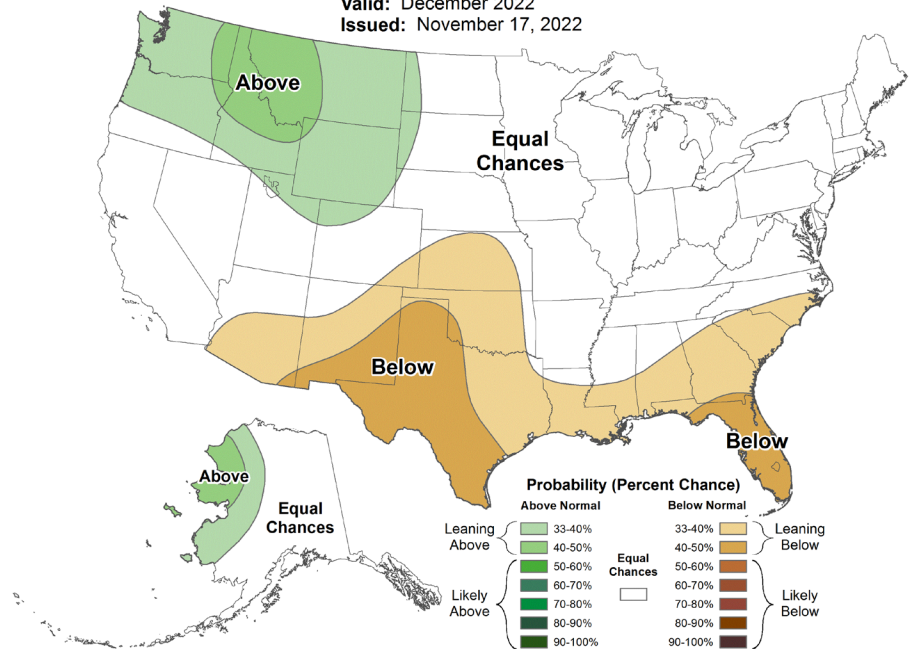 Valid: December 2022
Issued: November 17, 2022
Above
Equal
Chances
Below
Below
Above
Equal
Chances
Probability (Percent Chance)
Above Normal
Below Normal
Leaning
Above
33-40%
40-50%
Likely
Above
50-60%
60-70%
70-80%
80-90%
90-100%
Equal
Chances
33-40%
40-50%
Leaning
Below
50-60%
60-70%
70-80%
80-90%
90-100%
Likely
Below